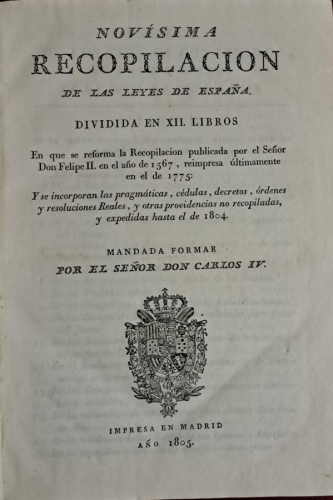 NOVÍSIMA
RECOPILACION
DE LAS LEYES DE ESPAÑA.
DIVIDIDA EN XII. LIBROS
En que se reforma la Recopilacion publicada por el Señor
Don Felipe II. en el año de 1567, reimpresa últimamente
en el de 1775:
Y se incorporan las pragmáticas, cédulas, decretos, órdenes
y resoluciones Reales, y otras providencias no recopiladas,
y expedidas hasta el de 1804.
MANDADA FORMAR
POR EL SEÑOR DON CARLOS IV.
IMPRESA EN MADRID
AÑO 1805.